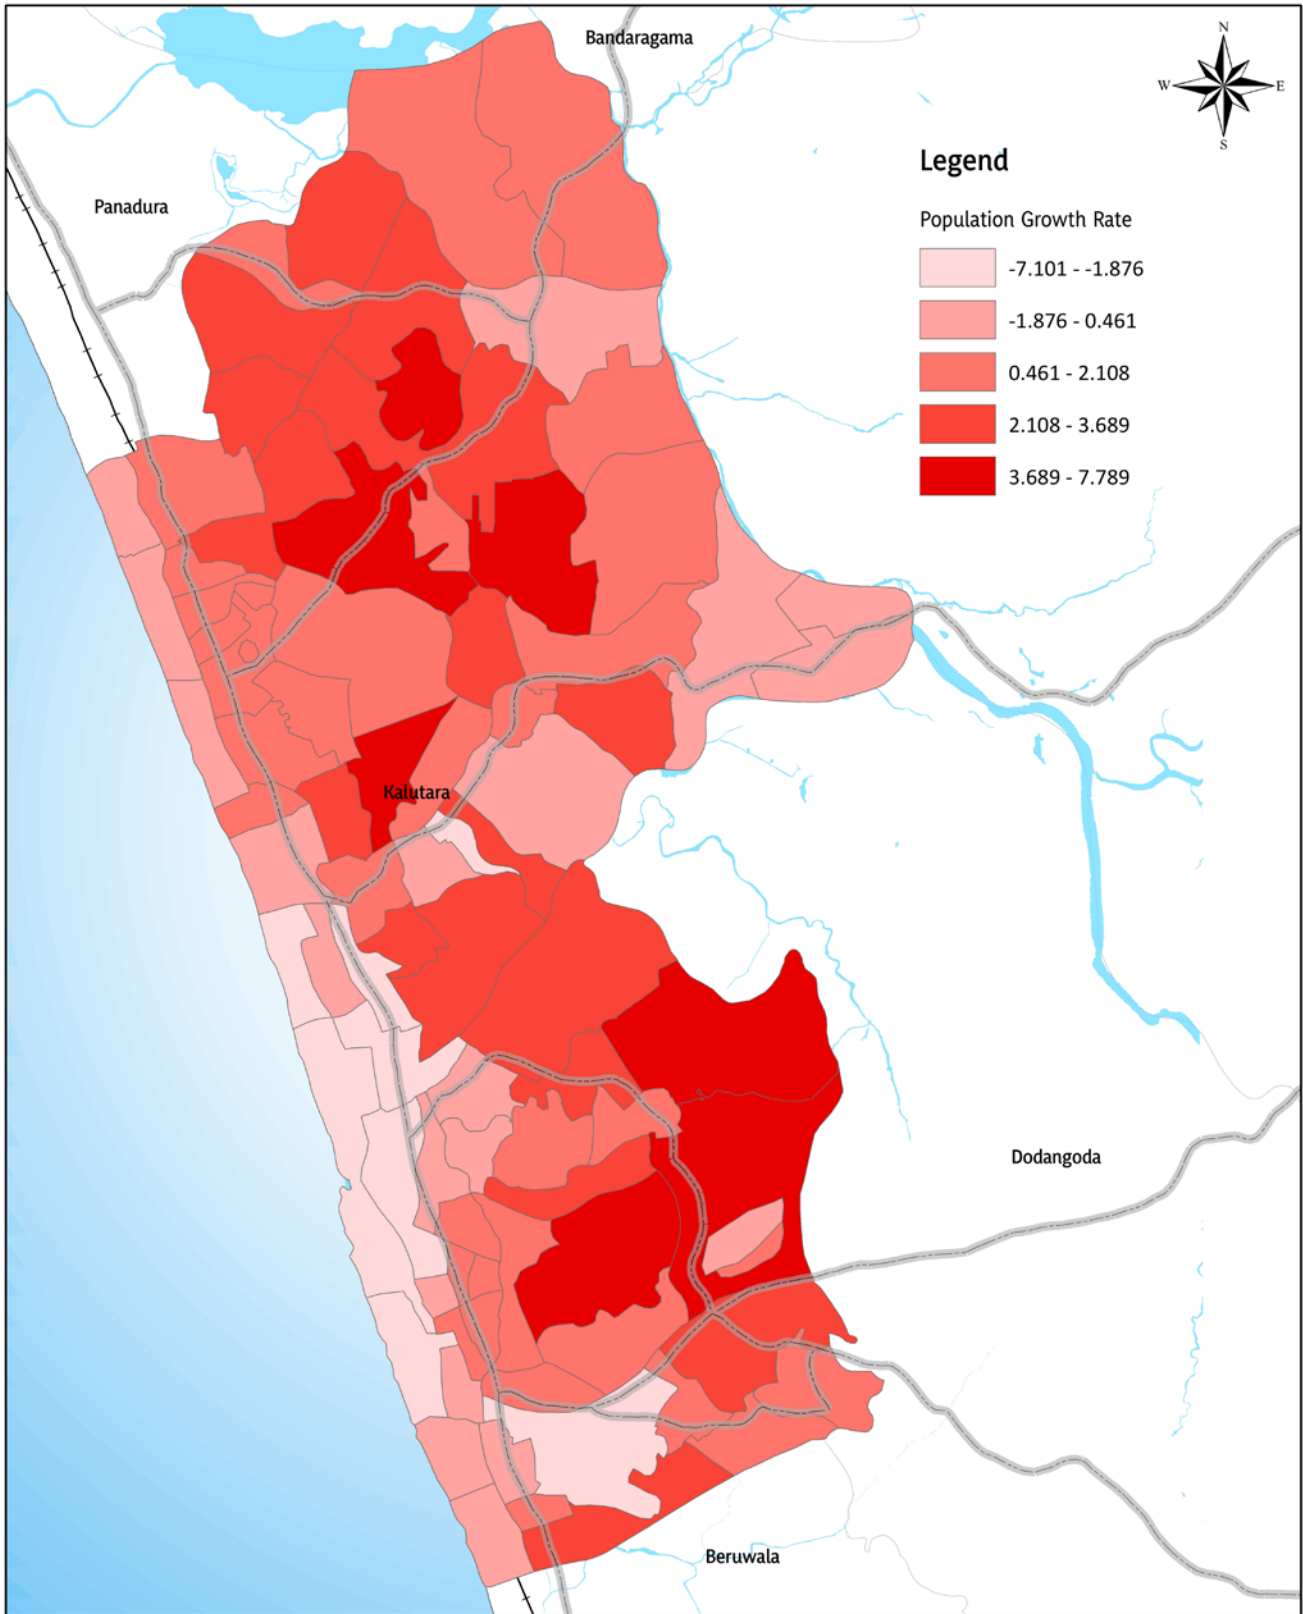 Bandaragama
N
W
E
S
Legend
Panadura
Population Growth Rate
-7.101 - -1.876
-1.876 - 0.461
0.461 - 2.108
2.108 - 3.689
3.689 - 7.789
Kalutara
Dodangoda
Beruwala